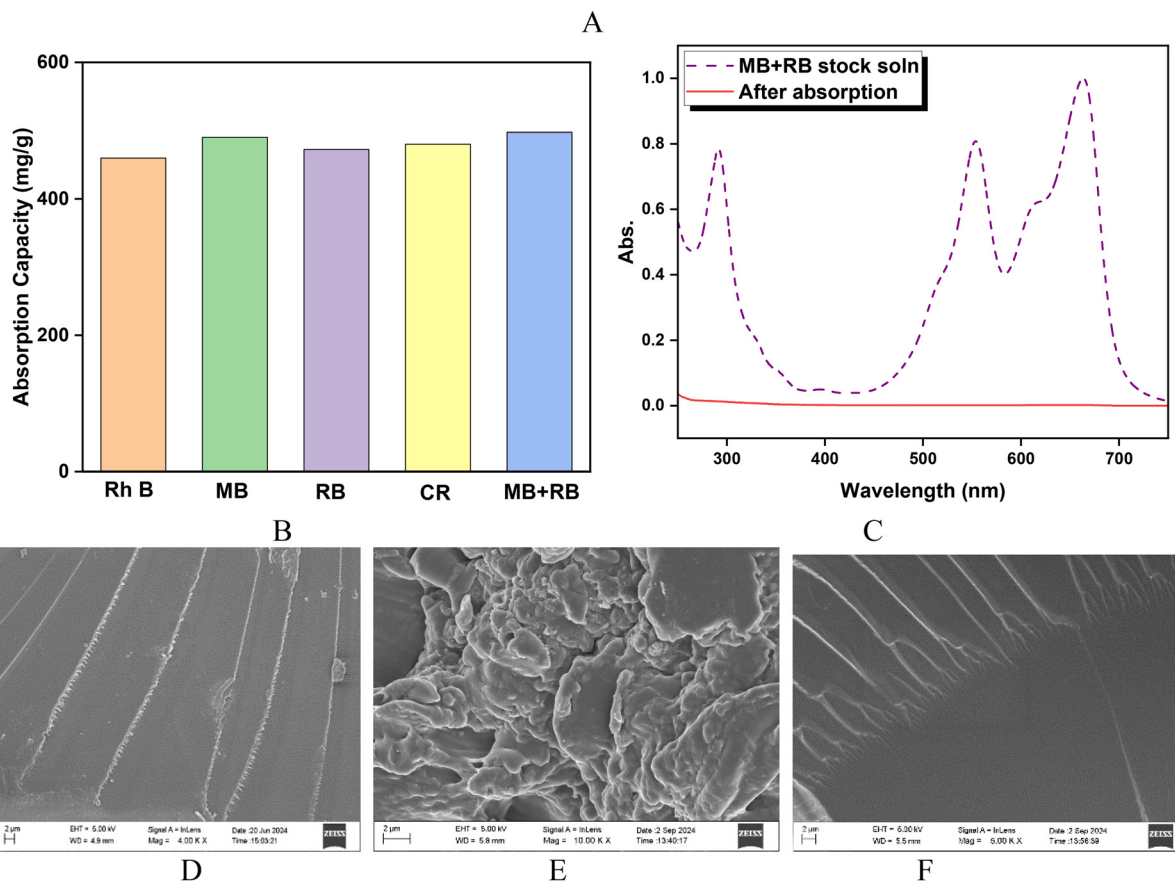 A
600
400
200
0
Absorption Capacity (mg/g)
Rh B
MB
RB
CR
MB+RB
B
MB+RB stock soln
After absorption
1.0
0.8
0.6
0.4
0.2
0.0
Abs.
300
400
500
600
700
Wavelength (nm)
C
2 µm
EHT = 5.00 kV
WD = 4.9 mm
Signal A = InLens
Mag = 4.00 K X
Date :20 Jun 2024
Time :15:03:21
ZEISS
D
2 µm
EHT = 5.00 kV
WD = 5.8 mm
Signal A = InLens
Mag = 10.00 K X
Date :2 Sep 2024
Time :13:40:17
ZEISS
E
2 µm
EHT = 5.00 kV
WD = 5.5 mm
Signal A = InLens
Mag = 5.00 K X
Date :2 Sep 2024
Time :13:56:59
ZEISS
F